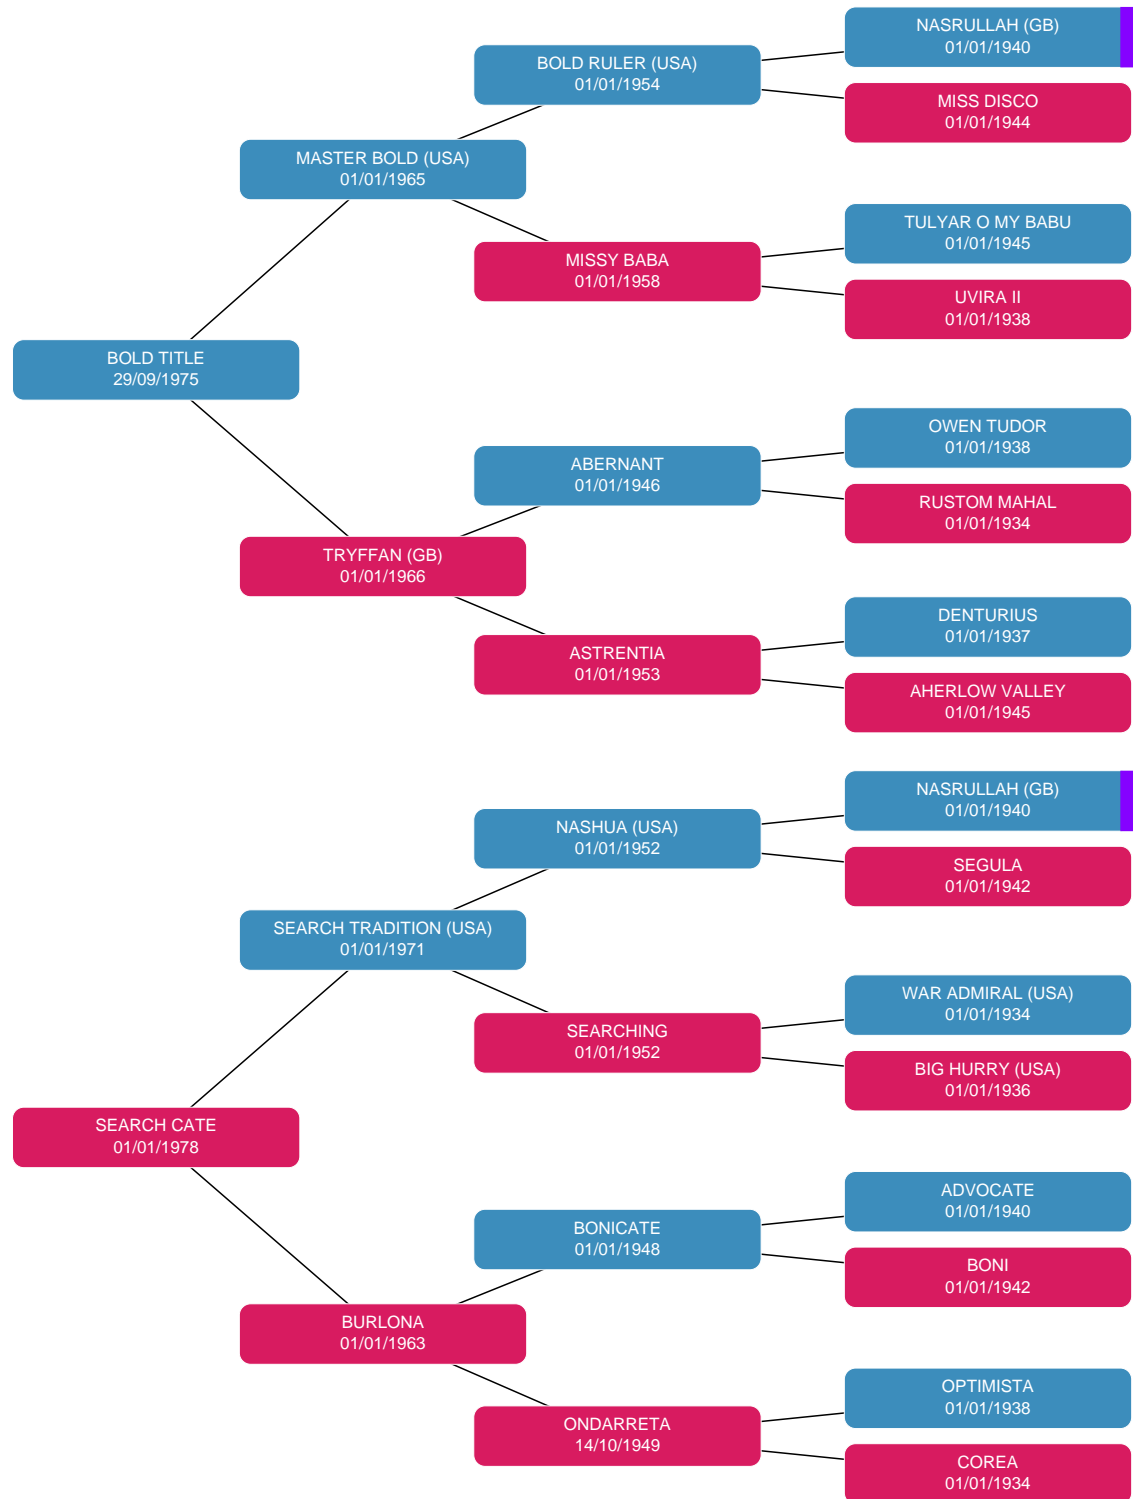 NASRULLAH (GB)
01/01/1940
BOLD RULER (USA)
01/01/1954
MISS DISCO
01/01/1944
MASTER BOLD (USA)
01/01/1965
TULYAR O MY BABU
01/01/1945
MISSY BABA
01/01/1958
UVIRA II
01/01/1938
BOLD TITLE
29/09/1975
OWEN TUDOR
01/01/1938
ABERNANT
01/01/1946
RUSTOM MAHAL
01/01/1934
TRYFFAN (GB)
01/01/1966
DENTURIUS
01/01/1937
ASTRENTIA
01/01/1953
AHERLOW VALLEY
01/01/1945
NASRULLAH (GB)
01/01/1940
NASHUA (USA)
01/01/1952
SEGULA
01/01/1942
SEARCH TRADITION (USA)
01/01/1971
WAR ADMIRAL (USA)
01/01/1934
SEARCHING
01/01/1952
BIG HURRY (USA)
01/01/1936
SEARCH CATE
01/01/1978
ADVOCATE
01/01/1940
BONICATE
01/01/1948
BONI
01/01/1942
BURLONA
01/01/1963
OPTIMISTA
01/01/1938
ONDARRETA
14/10/1949
COREA
01/01/1934